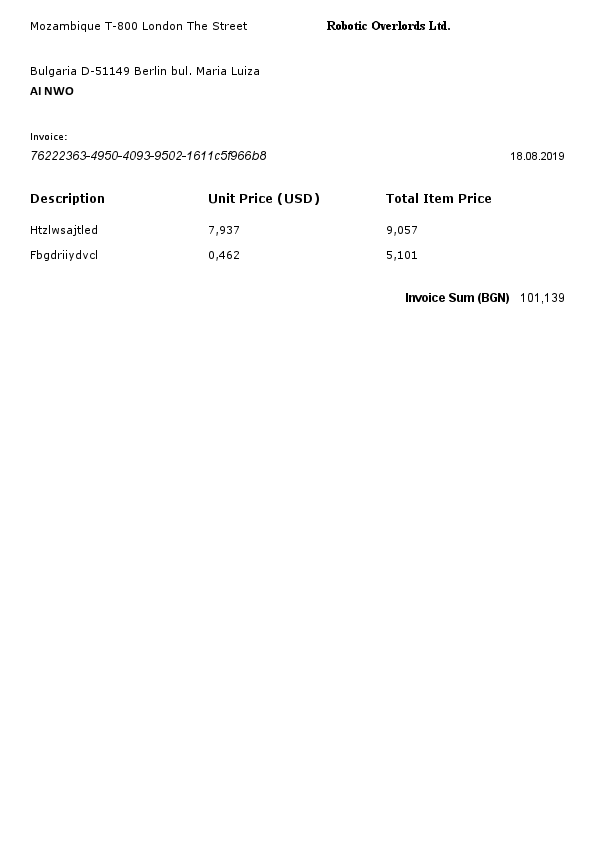 Mozambique T-800 London The Street Robotic Overlords Ltd.
Bulgaria D-51149 Berlin bul. Maria Luiza
AI NWO
Invoice:
76222363-4950-4093-9502-1611c5f966b8 18.08.2019
Description Unit Price (USD) Total Item Price
Htzlwsajtled 7,937 9,057
Fbgdriiydvcl 0,462 5,101
Invoice Sum (BGN) 101,139